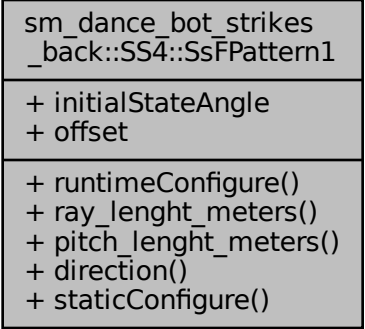 sm_dance_bot_strikes
_back::SS4::SsFPattern1
+ initialStateAngle
+ offset
+ runtimeConfigure()
+ ray_lenght_meters()
+ pitch_lenght_meters()
+ direction()
+ staticConfigure()